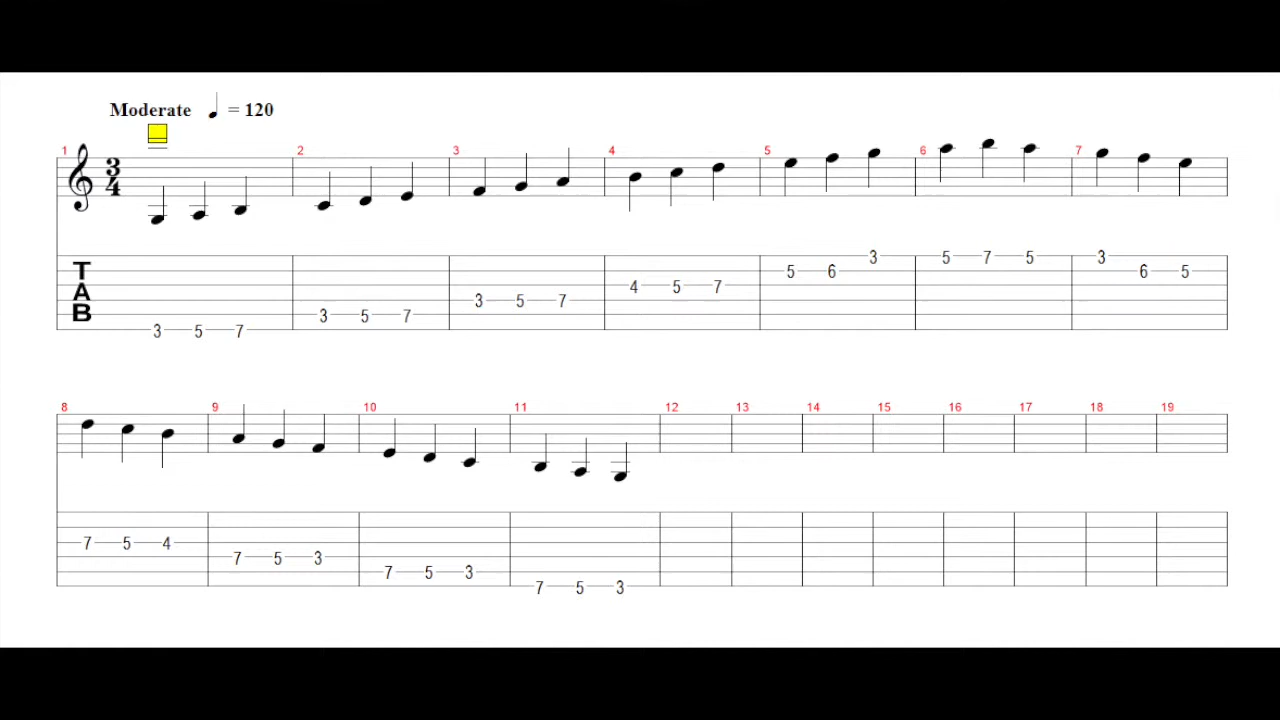 Moderate = 120
1 2 3 4 5 6 7
3 4
3 3 5 7 5
5 6 6 5
T 4 5 7
A 3 5 7
B 3 5 7
3 5 7
8 9 10 11 12 13 14 15 16 17 18 19
7 5 4
7 5 3
7 5 3
7 5 3